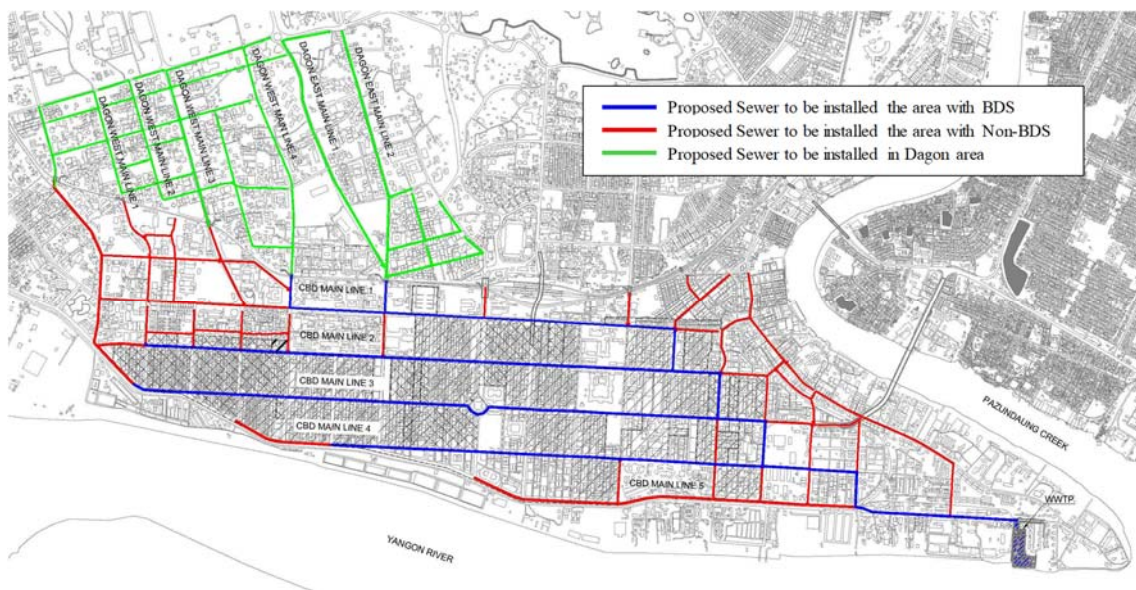 DAGON WEST MAIN LINE 1
DAGON WEST MAIN LINE 2
DAGON WEST MAIN LINE 3
DAGON WEST MAIN LINE 4
DAGON EAST MAIN LINE 1
DAGON EAST MAIN LINE 2
Proposed Sewer to be installed the area with BDS
Proposed Sewer to be installed the area with Non-BDS
Proposed Sewer to be installed in Dagon area
CBD MAIN LINE 1
CBD MAIN LINE 2
CBD MAIN LINE 3
CBD MAIN LINE 4
CBD MAIN LINE 5
PAZUNDAUNG CREEK
WWTP
YANGON RIVER